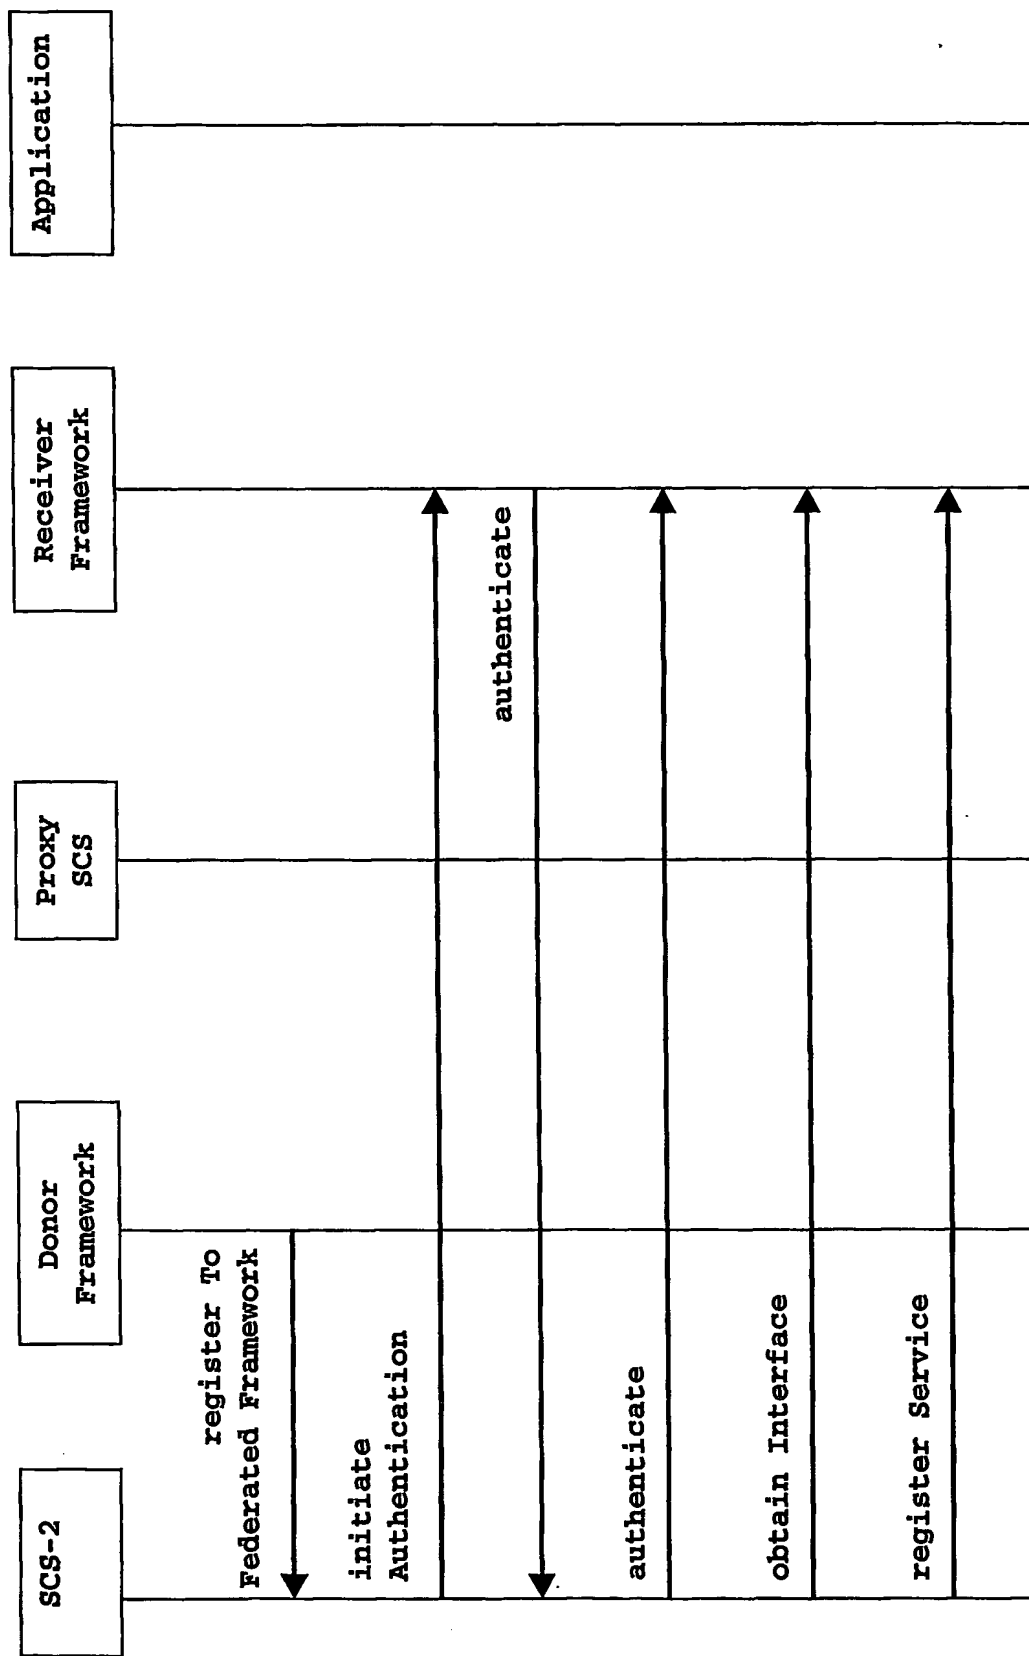 SCS-2
Donor
Framework
Proxy
SCS
Receiver
Framework
Application
register To
Federated Framework
initiate
Authentication
authenticate
authenticate
obtain Interface
register Service